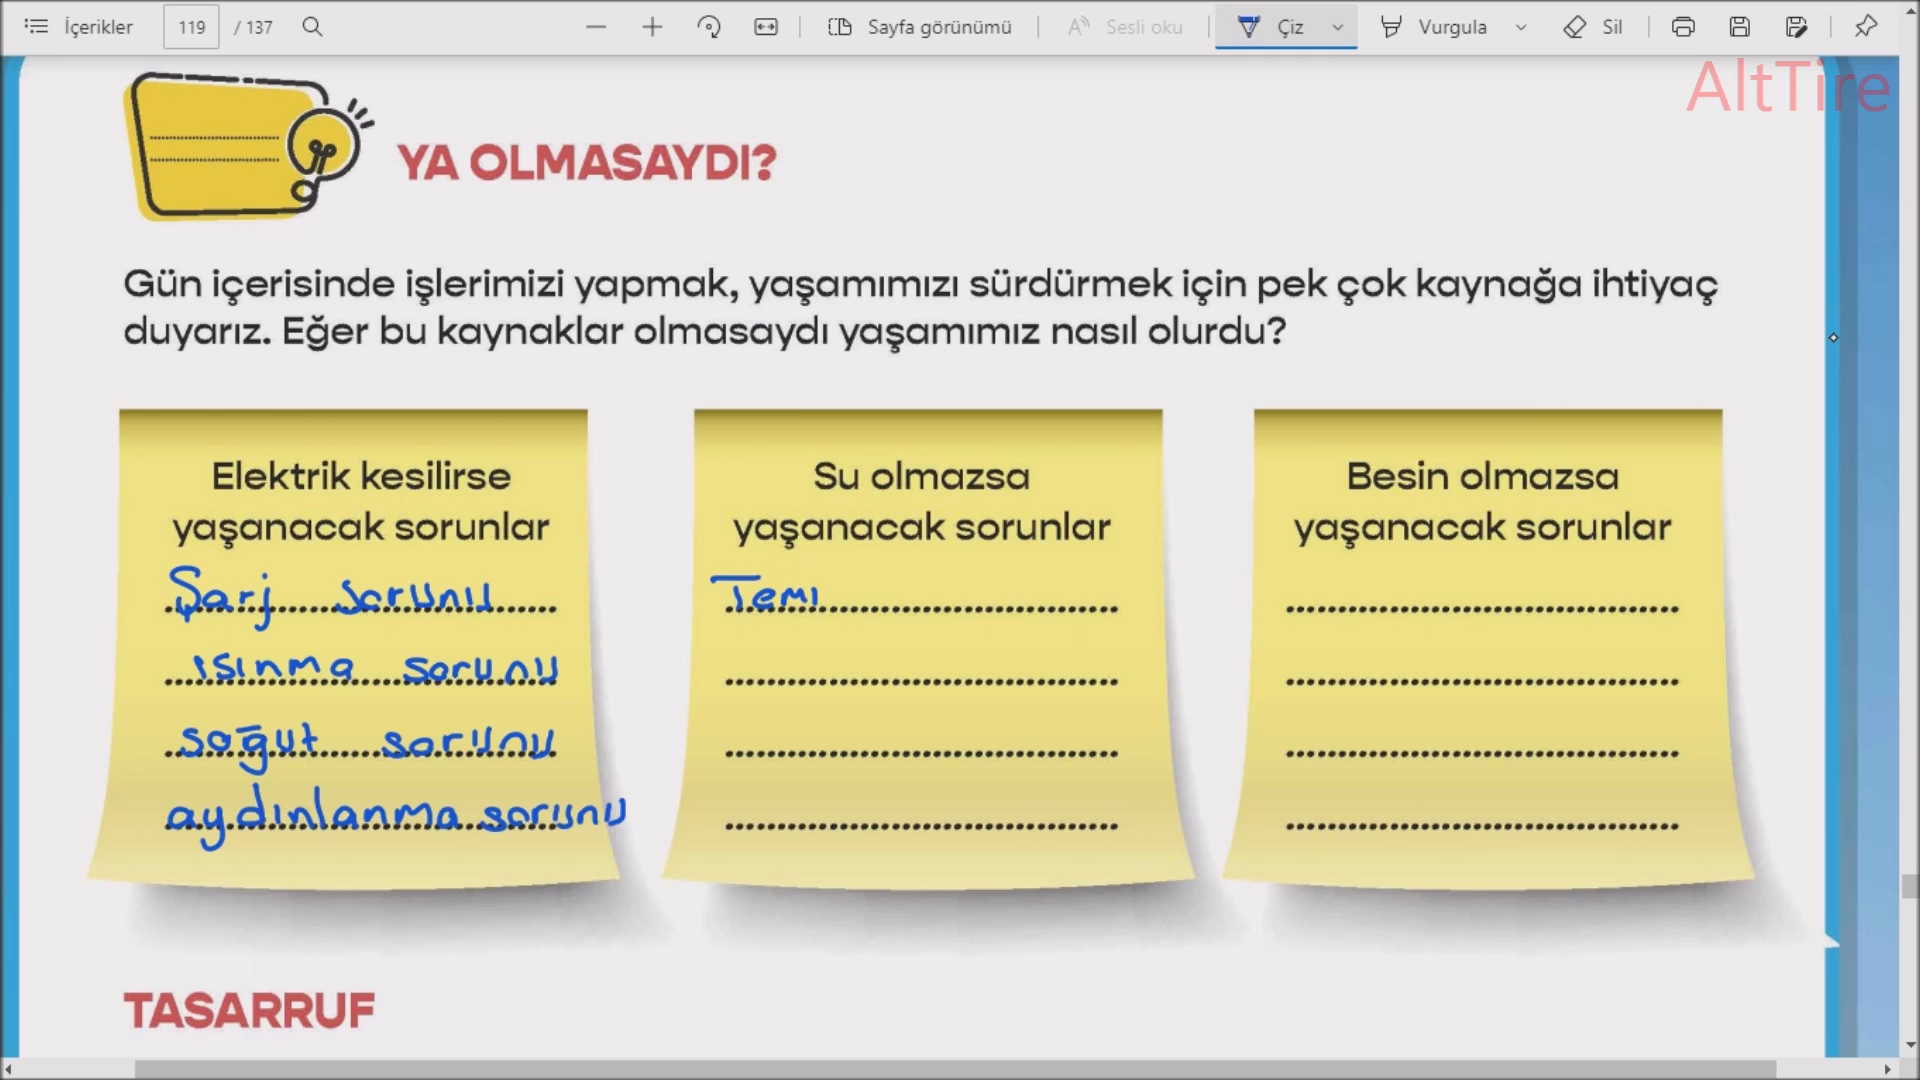 İçerikler 119 / 137 Sayfa görünümü Sesli oku Çiz Vurgula Sil
AltTire
YA OLMASAYDI?
Gün içerisinde işlerimizi yapmak, yaşamımızı sürdürmek için pek çok kaynağa ihtiyaç
duyarız. Eğer bu kaynaklar olmasaydı yaşamımız nasıl olurdu?
Elektrik kesilirse
yaşanacak sorunlar
Şarj sorunu
ısınma sorunu
soğut sorunu
aydınlanma sorunu
Su olmazsa
yaşanacak sorunlar
Temı
Besin olmazsa
yaşanacak sorunlar
TASARRUF